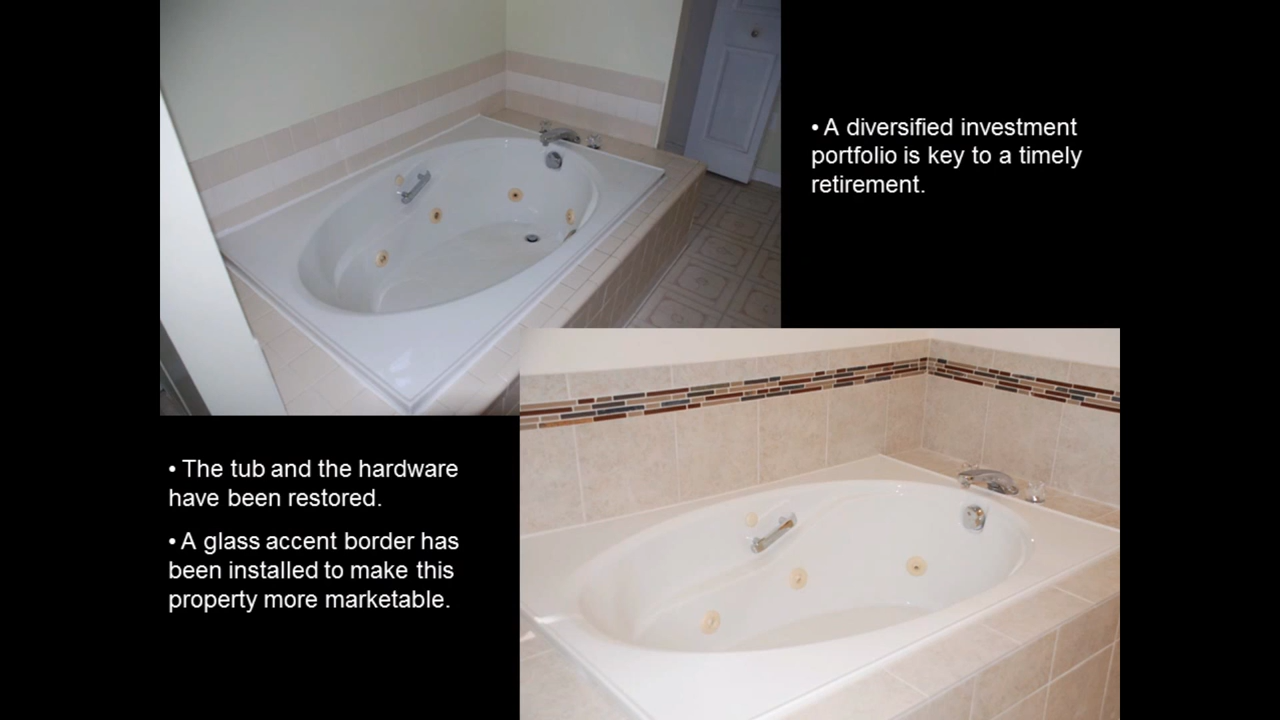 • A diversified investment
portfolio is key to a timely
retirement.
• The tub and the hardware
have been restored.
• A glass accent border has
been installed to make this
property more marketable.